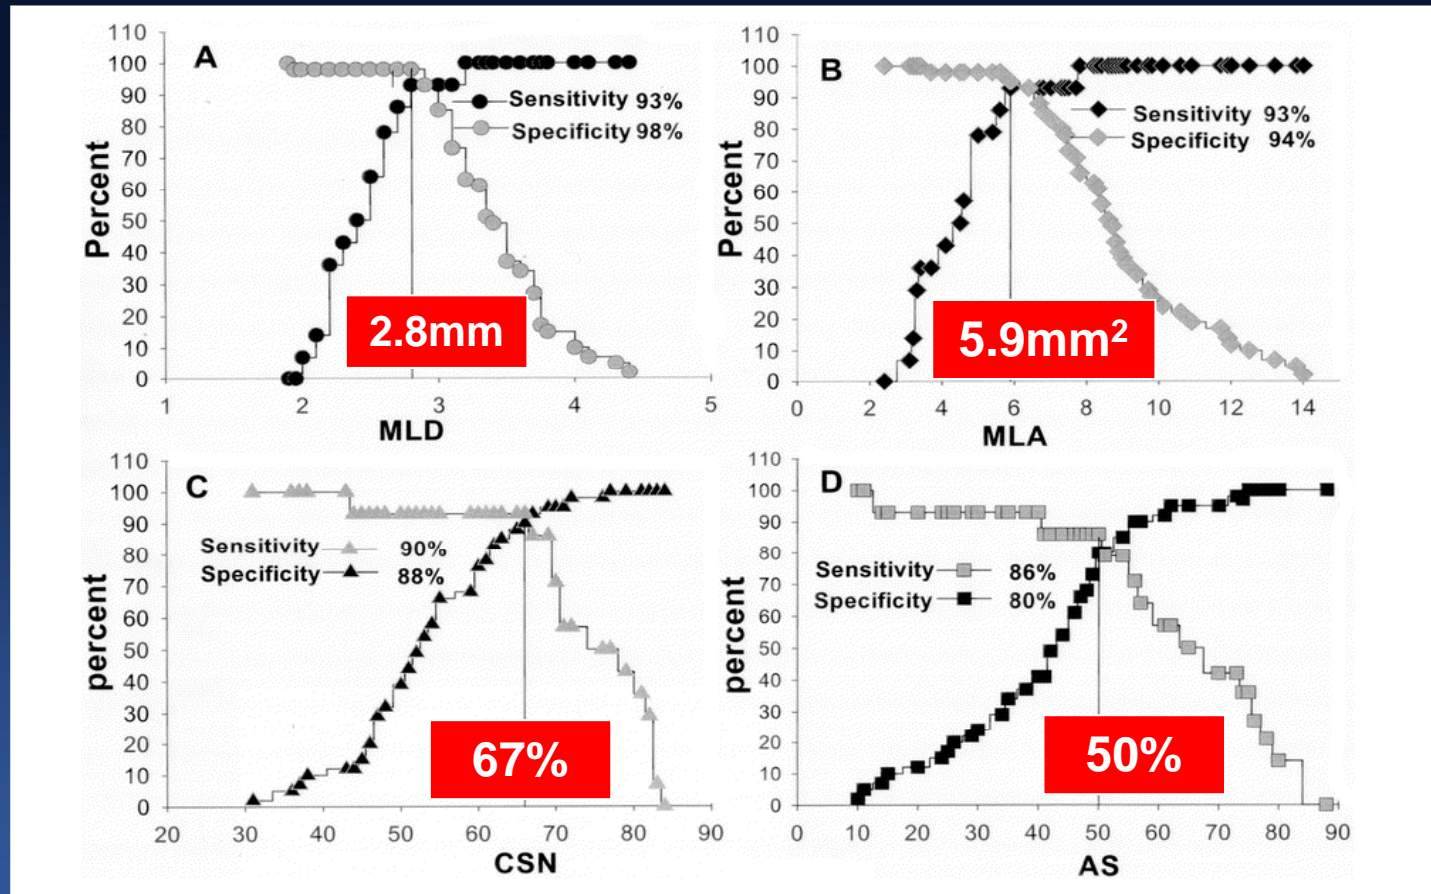 A
Percent
110
100
90
80
70
60
50
40
30
20
10
0
Sensitivity 93%
Specificity 98%
2.8mm
1 2 3 4 5
MLD
B
Percent
110
100
90
80
70
60
50
40
30
20
10
0
Sensitivity 93%
Specificity 94%
5.9mm²
0 2 4 6 8 10 12 14
MLA
C
percent
110
100
90
80
70
60
50
40
30
20
10
0
Sensitivity 90%
Specificity 88%
67%
20 30 40 50 60 70 80 90
CSN
D
percent
110
100
90
80
70
60
50
40
30
20
10
0
Sensitivity 86%
Specificity 80%
50%
0 10 20 30 40 50 60 70 80 90
AS